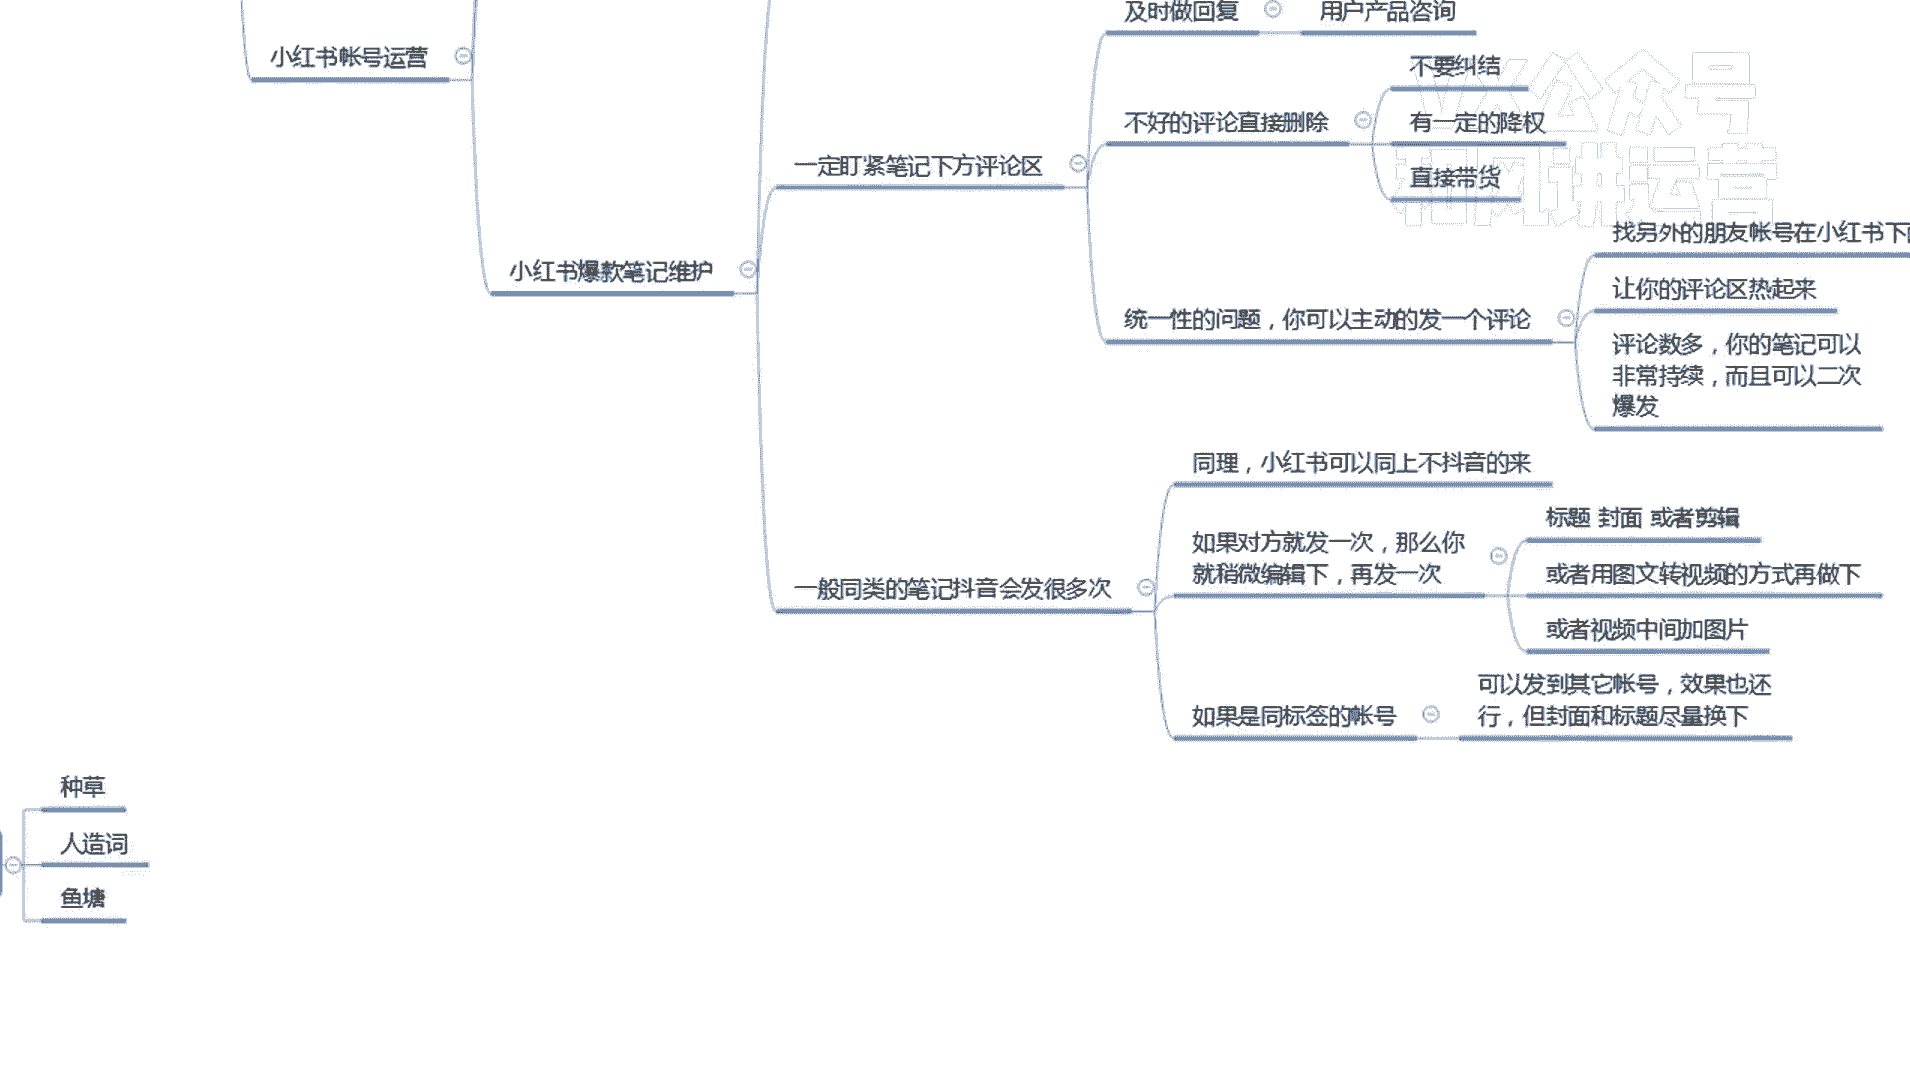 及时做回复
用户产品咨询
小红书帐号运营
不要纠结
不好的评论直接删除
有一定的降权
直接带货
VX公众号
和风讲运营
一定盯紧笔记下方评论区
找另外的朋友帐号在小红书下
小红书爆款笔记维护
让你的评论区热起来
统一性的问题，你可以主动的发一个评论
评论数多，你的笔记可以
非常持续，而且可以二次
爆发
同理，小红书可以同上不抖音的来
标题 封面 或者剪辑
如果对方就发一次，那么你
就稍微编辑下，再发一次
或者用图文转视频的方式再做下
一般同类的笔记抖音会发很多次
或者视频中间加图片
如果是同标签的帐号
可以发到其它帐号，效果也还
行，但封面和标题尽量换下
种草
人造词
鱼塘